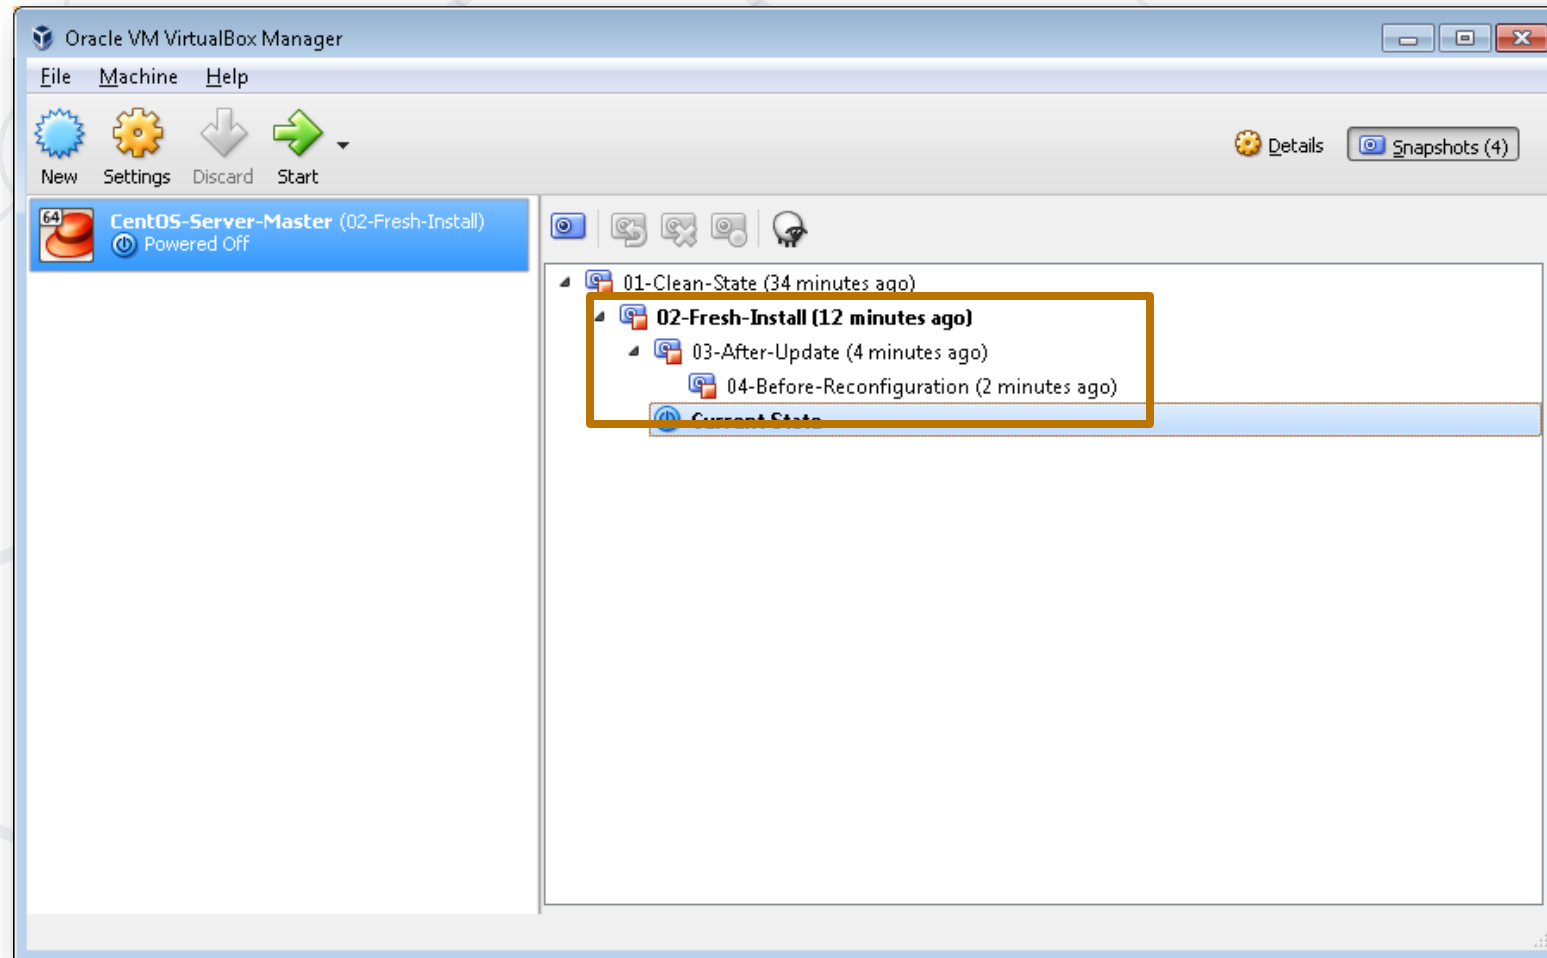 Oracle VM VirtualBox Manager
File Machine Help
New Settings Discard Start
Details Snapshots (4)
64
CentOS-Server-Master (02-Fresh-Install)
Powered Off
01-Clean-State (34 minutes ago)
02-Fresh-Install (12 minutes ago)
03-After-Update (4 minutes ago)
04-Before-Reconfiguration (2 minutes ago)
Current State